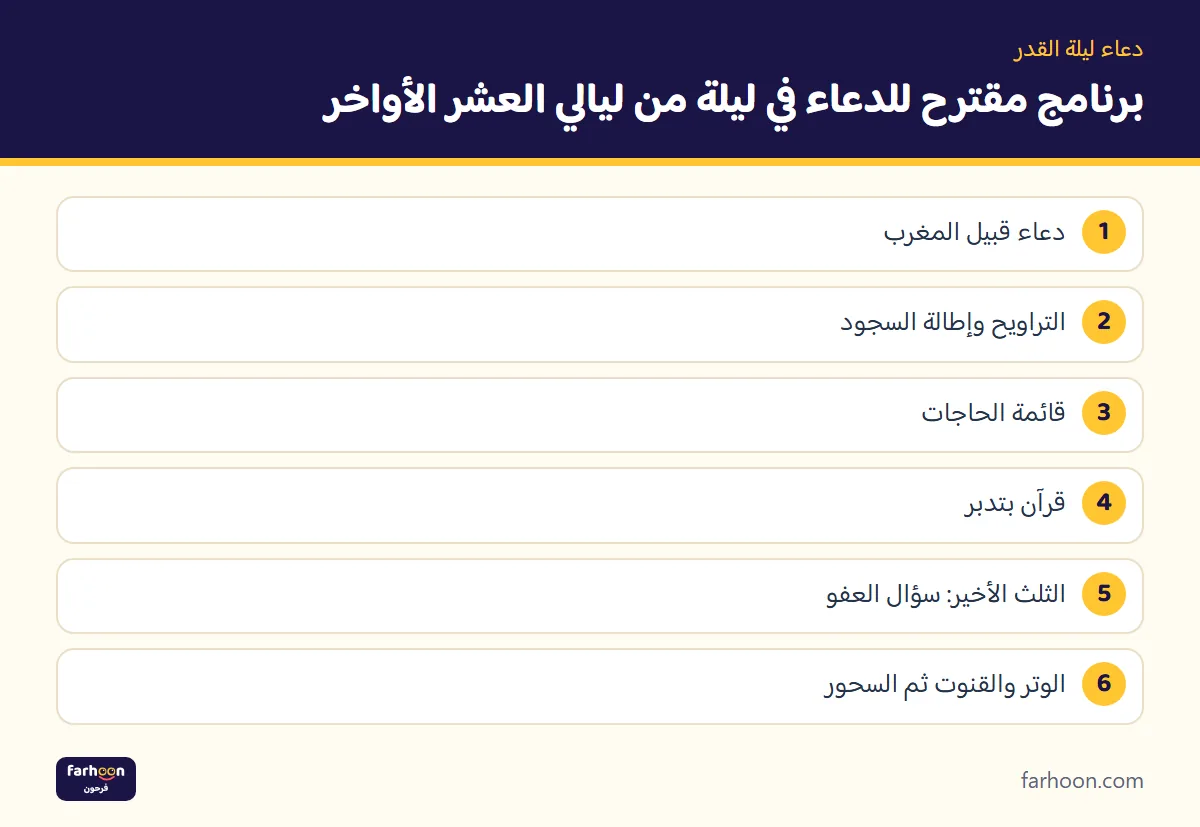 دعاء ليلة القدر
برنامج مقترح للدعاء في ليلة من ليالي العشر الأواخر
1 دعاء قبيل المغرب
2 التراويح وإطالة السجود
3 قائمة الحاجات
4 قرآن بتدبر
5 الثلث الأخير: سؤال العفو
6 الوتر والقنوت ثم السحور
farhoon.com
farhoon
فرحون